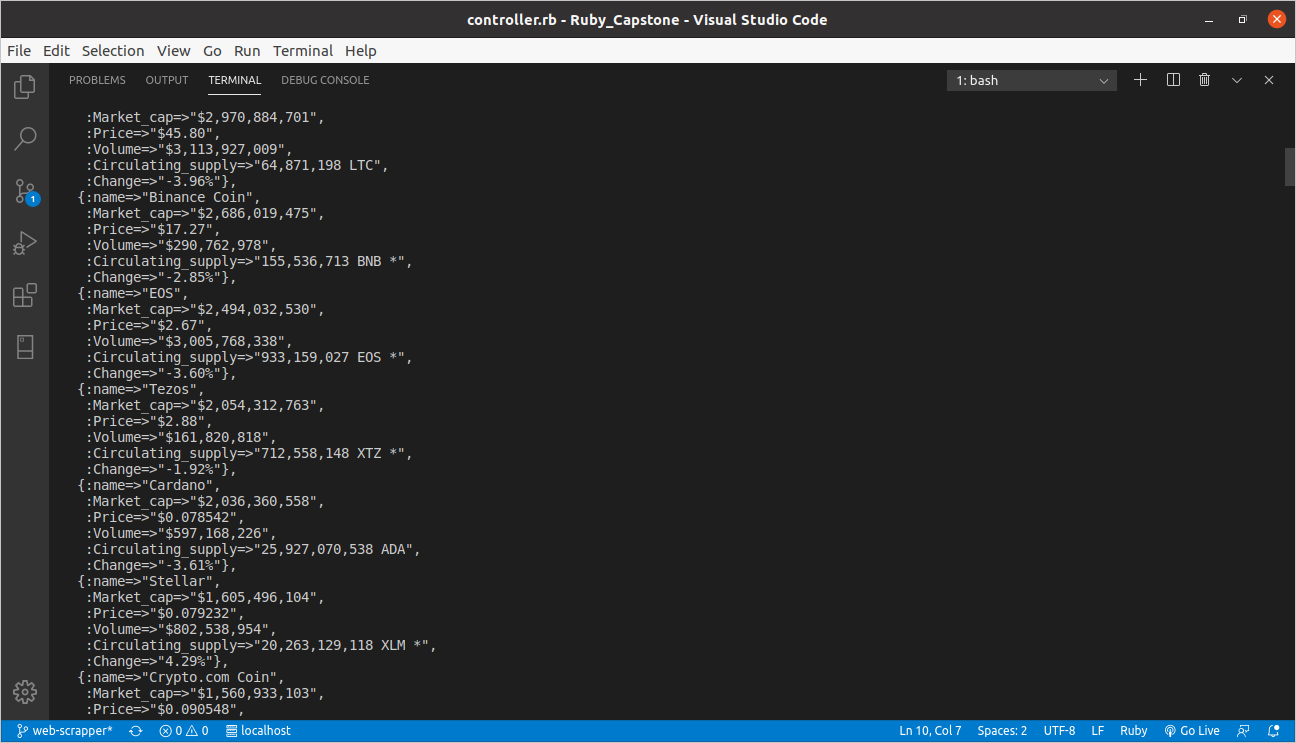 controller.rb - Ruby_Capstone - Visual Studio Code
File Edit Selection View Go Run Terminal Help
PROBLEMS OUTPUT TERMINAL DEBUG CONSOLE 1: bash
:Market_cap=>"$2,970,884,701",
:Price=>"$45.80",
:Volume=>"$3,113,927,009",
:Circulating_supply=>"64,871,198 LTC",
:Change=>"-3.96%"},
{:name=>"Binance Coin",
:Market_cap=>"$2,686,019,475",
:Price=>"$17.27",
:Volume=>"$290,762,978",
:Circulating_supply=>"155,536,713 BNB *",
:Change=>"-2.85%"},
{:name=>"EOS",
:Market_cap=>"$2,494,032,530",
:Price=>"$2.67",
:Volume=>"$3,005,768,338",
:Circulating_supply=>"933,159,027 EOS *",
:Change=>"-3.60%"},
{:name=>"Tezos",
:Market_cap=>"$2,054,312,763",
:Price=>"$2.88",
:Volume=>"$161,820,818",
:Circulating_supply=>"712,558,148 XTZ *",
:Change=>"-1.92%"},
{:name=>"Cardano",
:Market_cap=>"$2,036,360,558",
:Price=>"$0.078542",
:Volume=>"$597,168,226",
:Circulating_supply=>"25,927,070,538 ADA",
:Change=>"-3.61%"},
{:name=>"Stellar",
:Market_cap=>"$1,605,496,104",
:Price=>"$0.079232",
:Volume=>"$802,538,954",
:Circulating_supply=>"20,263,129,118 XLM *",
:Change=>"4.29%"},
{:name=>"Crypto.com Coin",
:Market_cap=>"$1,560,933,103",
:Price=>"$0.090548",
1
web-scrapper* 0 0 localhost Ln 10, Col 7 Spaces: 2 UTF-8 LF Ruby Go Live